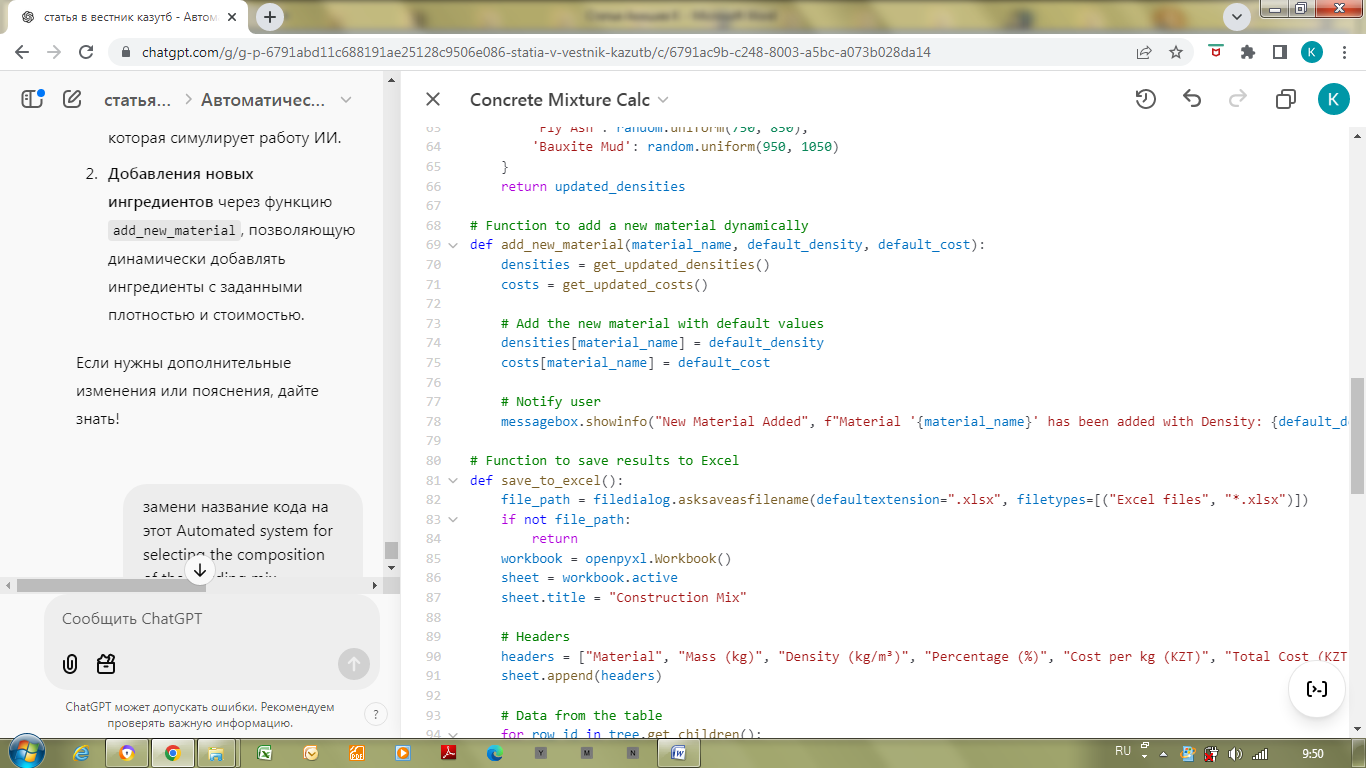 статья в вестник казутб - Автом
chatgpt.com/g/g-p-6791abd11c688191ae25128c9506e086-statia-v-vestnik-kazutb/c/6791ac9b-c248-8003-a5bc-a073b028da14
K
статья... > Автоматичес...
которая симулирует работу ИИ.
2. Добавления новых
ингредиентов через функцию
add_new_material, позволяющую
динамически добавлять
ингредиенты с заданными
плотностью и стоимостью.
Если нужны дополнительные
изменения или пояснения, дайте
знать!
замени название кода на
этот Automated system for
selecting the composition
Сообщить ChatGPT
ChatGPT может допускать ошибки. Рекомендуем
проверять важную информацию.
?
Concrete Mixture Calc
K
63 'Fly Ash': random.uniform(750, 850),
64 'Bauxite Mud': random.uniform(950, 1050)
65 }
66 return updated_densities
67
68 # Function to add a new material dynamically
69 def add_new_material(material_name, default_density, default_cost):
70 densities = get_updated_densities()
71 costs = get_updated_costs()
72
73 # Add the new material with default values
74 densities[material_name] = default_density
75 costs[material_name] = default_cost
76
77 # Notify user
78 messagebox.showinfo("New Material Added", f"Material '{material_name}' has been added with Density: {default_d
79
80 # Function to save results to Excel
81 def save_to_excel():
82 file_path = filedialog.asksaveasfilename(defaultextension=".xlsx", filetypes=[("Excel files", "*.xlsx")])
83 if not file_path:
84 return
85 workbook = openpyxl.Workbook()
86 sheet = workbook.active
87 sheet.title = "Construction Mix"
88
89 # Headers
90 headers = ["Material", "Mass (kg)", "Density (kg/m³)", "Percentage (%)", "Cost per kg (KZT)", "Total Cost (KZT
91 sheet.append(headers)
92
93 # Data from the table
94 for row_id in tree.get_children():
Y M N
RU
9:50